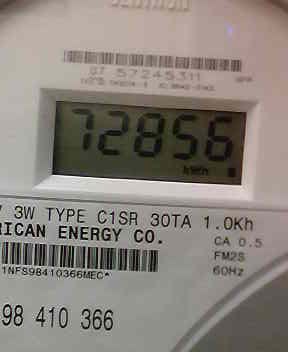 CENTRON
57245311
72856
kWh
3W TYPE C1SR 30TA 1.0Kh
RICAN ENERGY CO.
CA 0.5
FM2S
60Hz
1NFS98410366MEC*
98 410 366